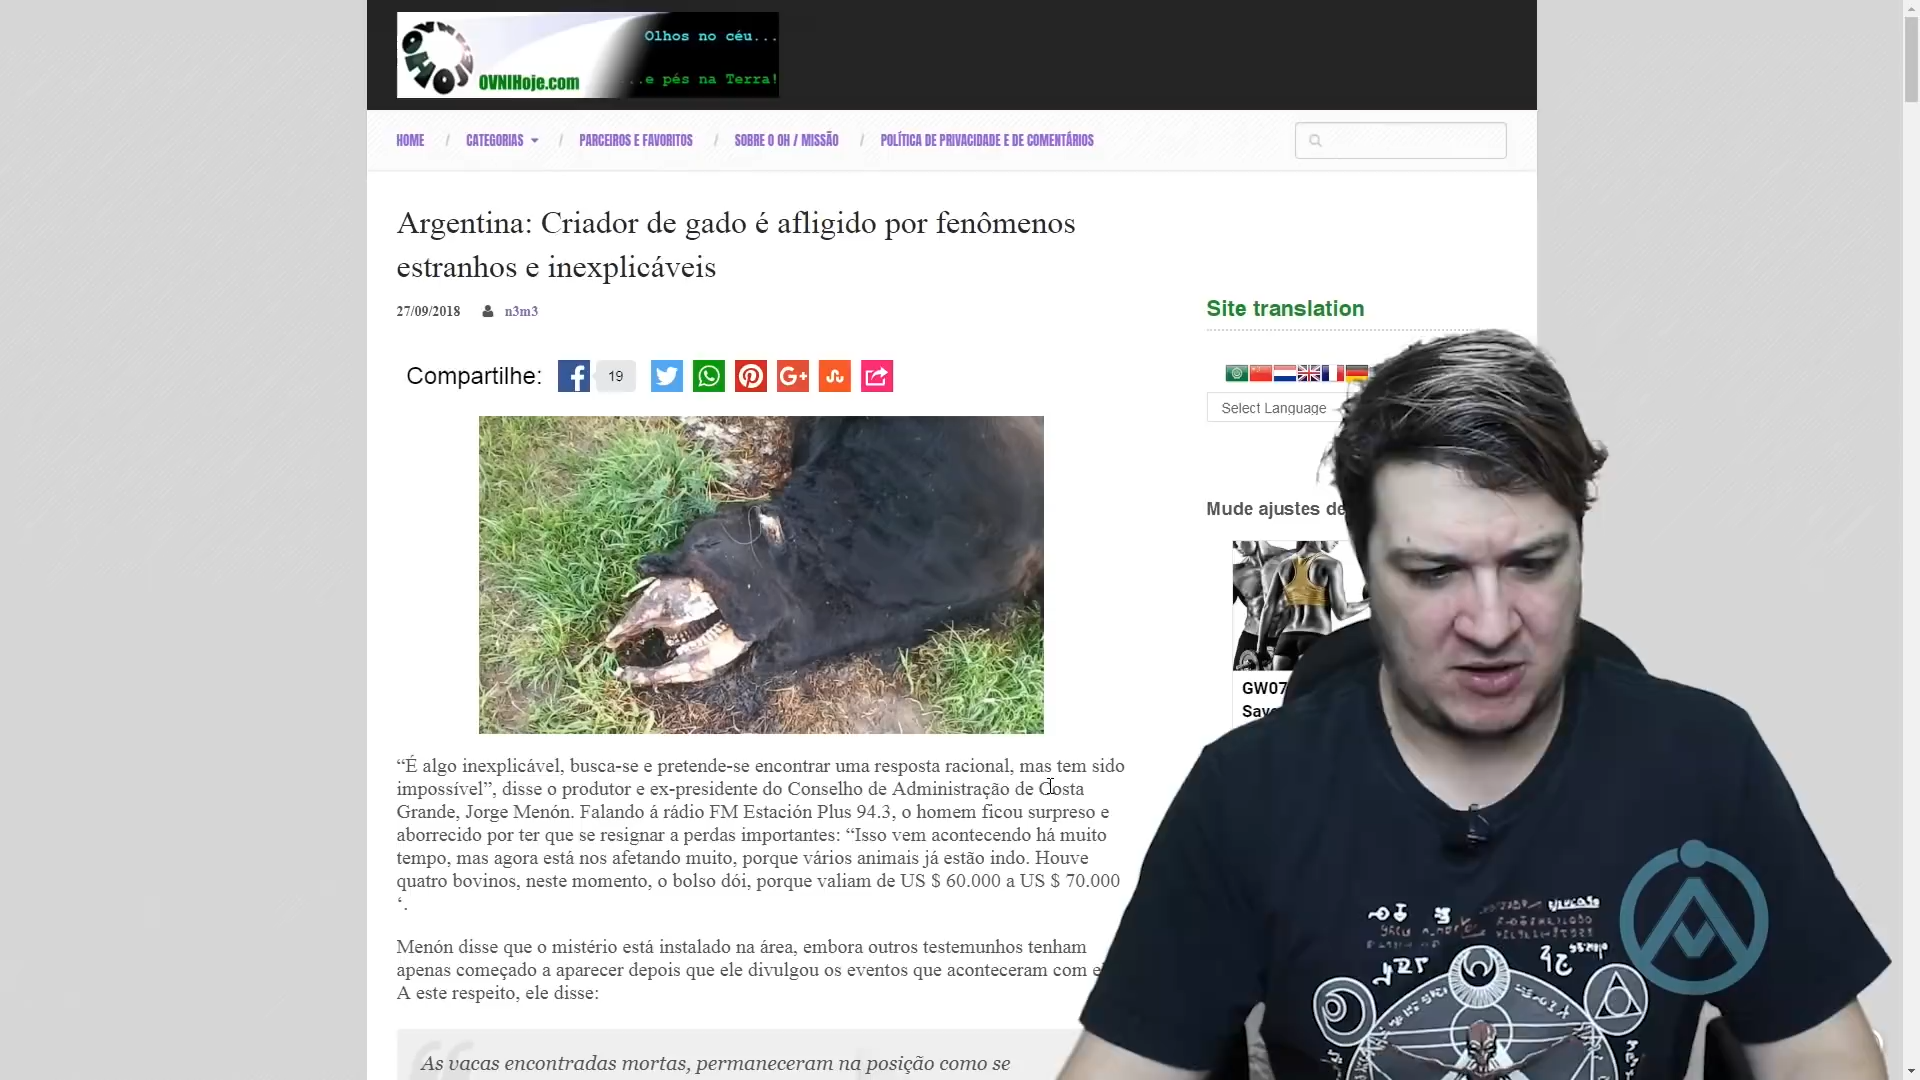 Olhos no céu...
OVNIHoje.com
...e pés na Terra!
HOME / CATEGORIAS / PARCEIROS E FAVORITOS / SOBRE O OH / MISSÃO / POLÍTICA DE PRIVACIDADE E DE COMENTÁRIOS
Argentina: Criador de gado é afligido por fenômenos
estranhos e inexplicáveis
27/09/2018 n3m3
Site translation
Compartilhe: 19
Select Language
Mude ajustes de
GW07
“É algo inexplicável, busca-se e pretende-se encontrar uma resposta racional, mas tem sido
impossível”, disse o produtor e ex-presidente do Conselho de Administração de Costa
Grande, Jorge Menón. Falando á rádio FM Estación Plus 94.3, o homem ficou surpreso e
aborrecido por ter que se resignar a perdas importantes: “Isso vem acontecendo há muito
tempo, mas agora está nos afetando muito, porque vários animais já estão indo. Houve
quatro bovinos, neste momento, o bolso dói, porque valiam de US $ 60.000 a US $ 70.000
‘.
Menón disse que o mistério está instalado na área, embora outros testemunhos tenham
apenas começado a aparecer depois que ele divulgou os eventos que aconteceram com
A este respeito, ele disse:
As vacas encontradas mortas, permaneceram na posição como se